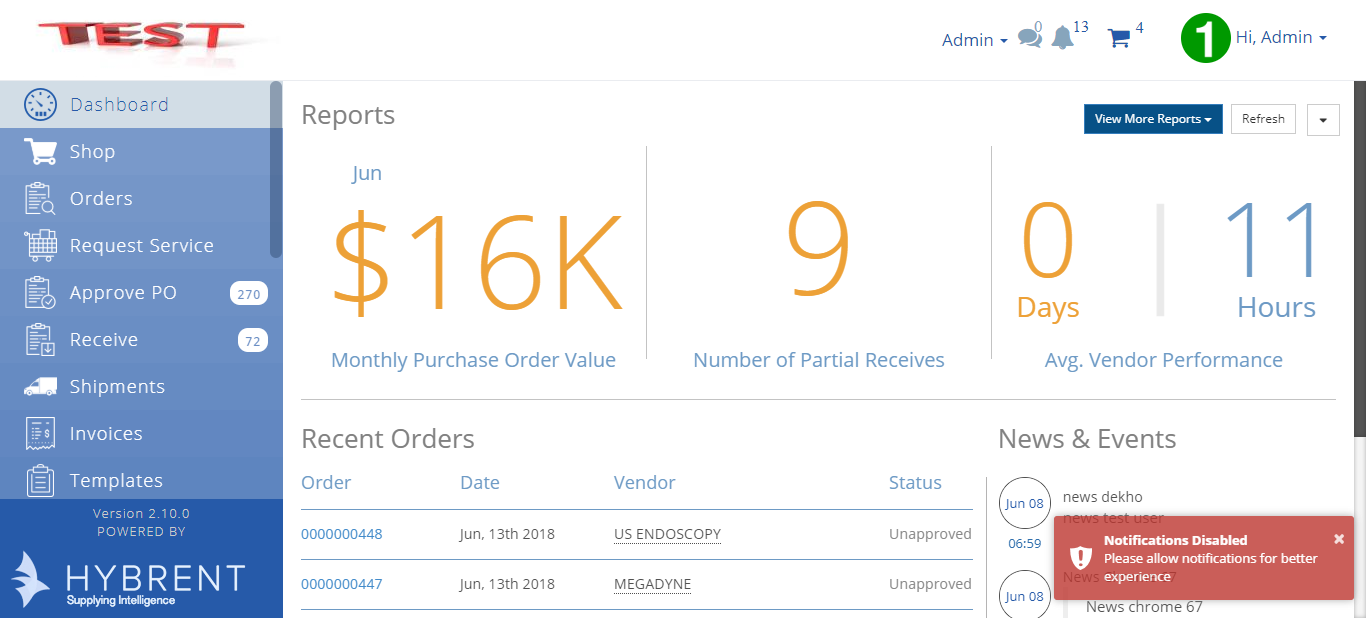 TEST
Admin
0
13
4
1
Hi, Admin
Dashboard
Shop
Orders
Request Service
Approve PO 270
Receive 72
Shipments
Invoices
Templates
Version 2.10.0
POWERED BY
HYBRENT
Supplying Intelligence
Reports
View More Reports
Refresh
Jun
$16K
Monthly Purchase Order Value
9
Number of Partial Receives
0 11
Days Hours
Avg. Vendor Performance
Recent Orders
Order Date Vendor Status
0000000448 Jun, 13th 2018 US ENDOSCOPY Unapproved
0000000447 Jun, 13th 2018 MEGADYNE Unapproved
News & Events
Jun 08
06:59
news dekho
news test user
Notifications Disabled
Please allow notifications for better
experience
×
Jun 08
News
News chrome 67